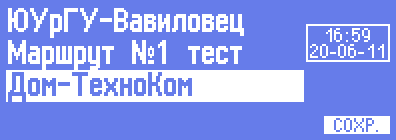 ЮУрГУ-Вавиловец
Маршрут №1 тест
16:59
20-06-11
Дом-ТехноКом
СОХР.